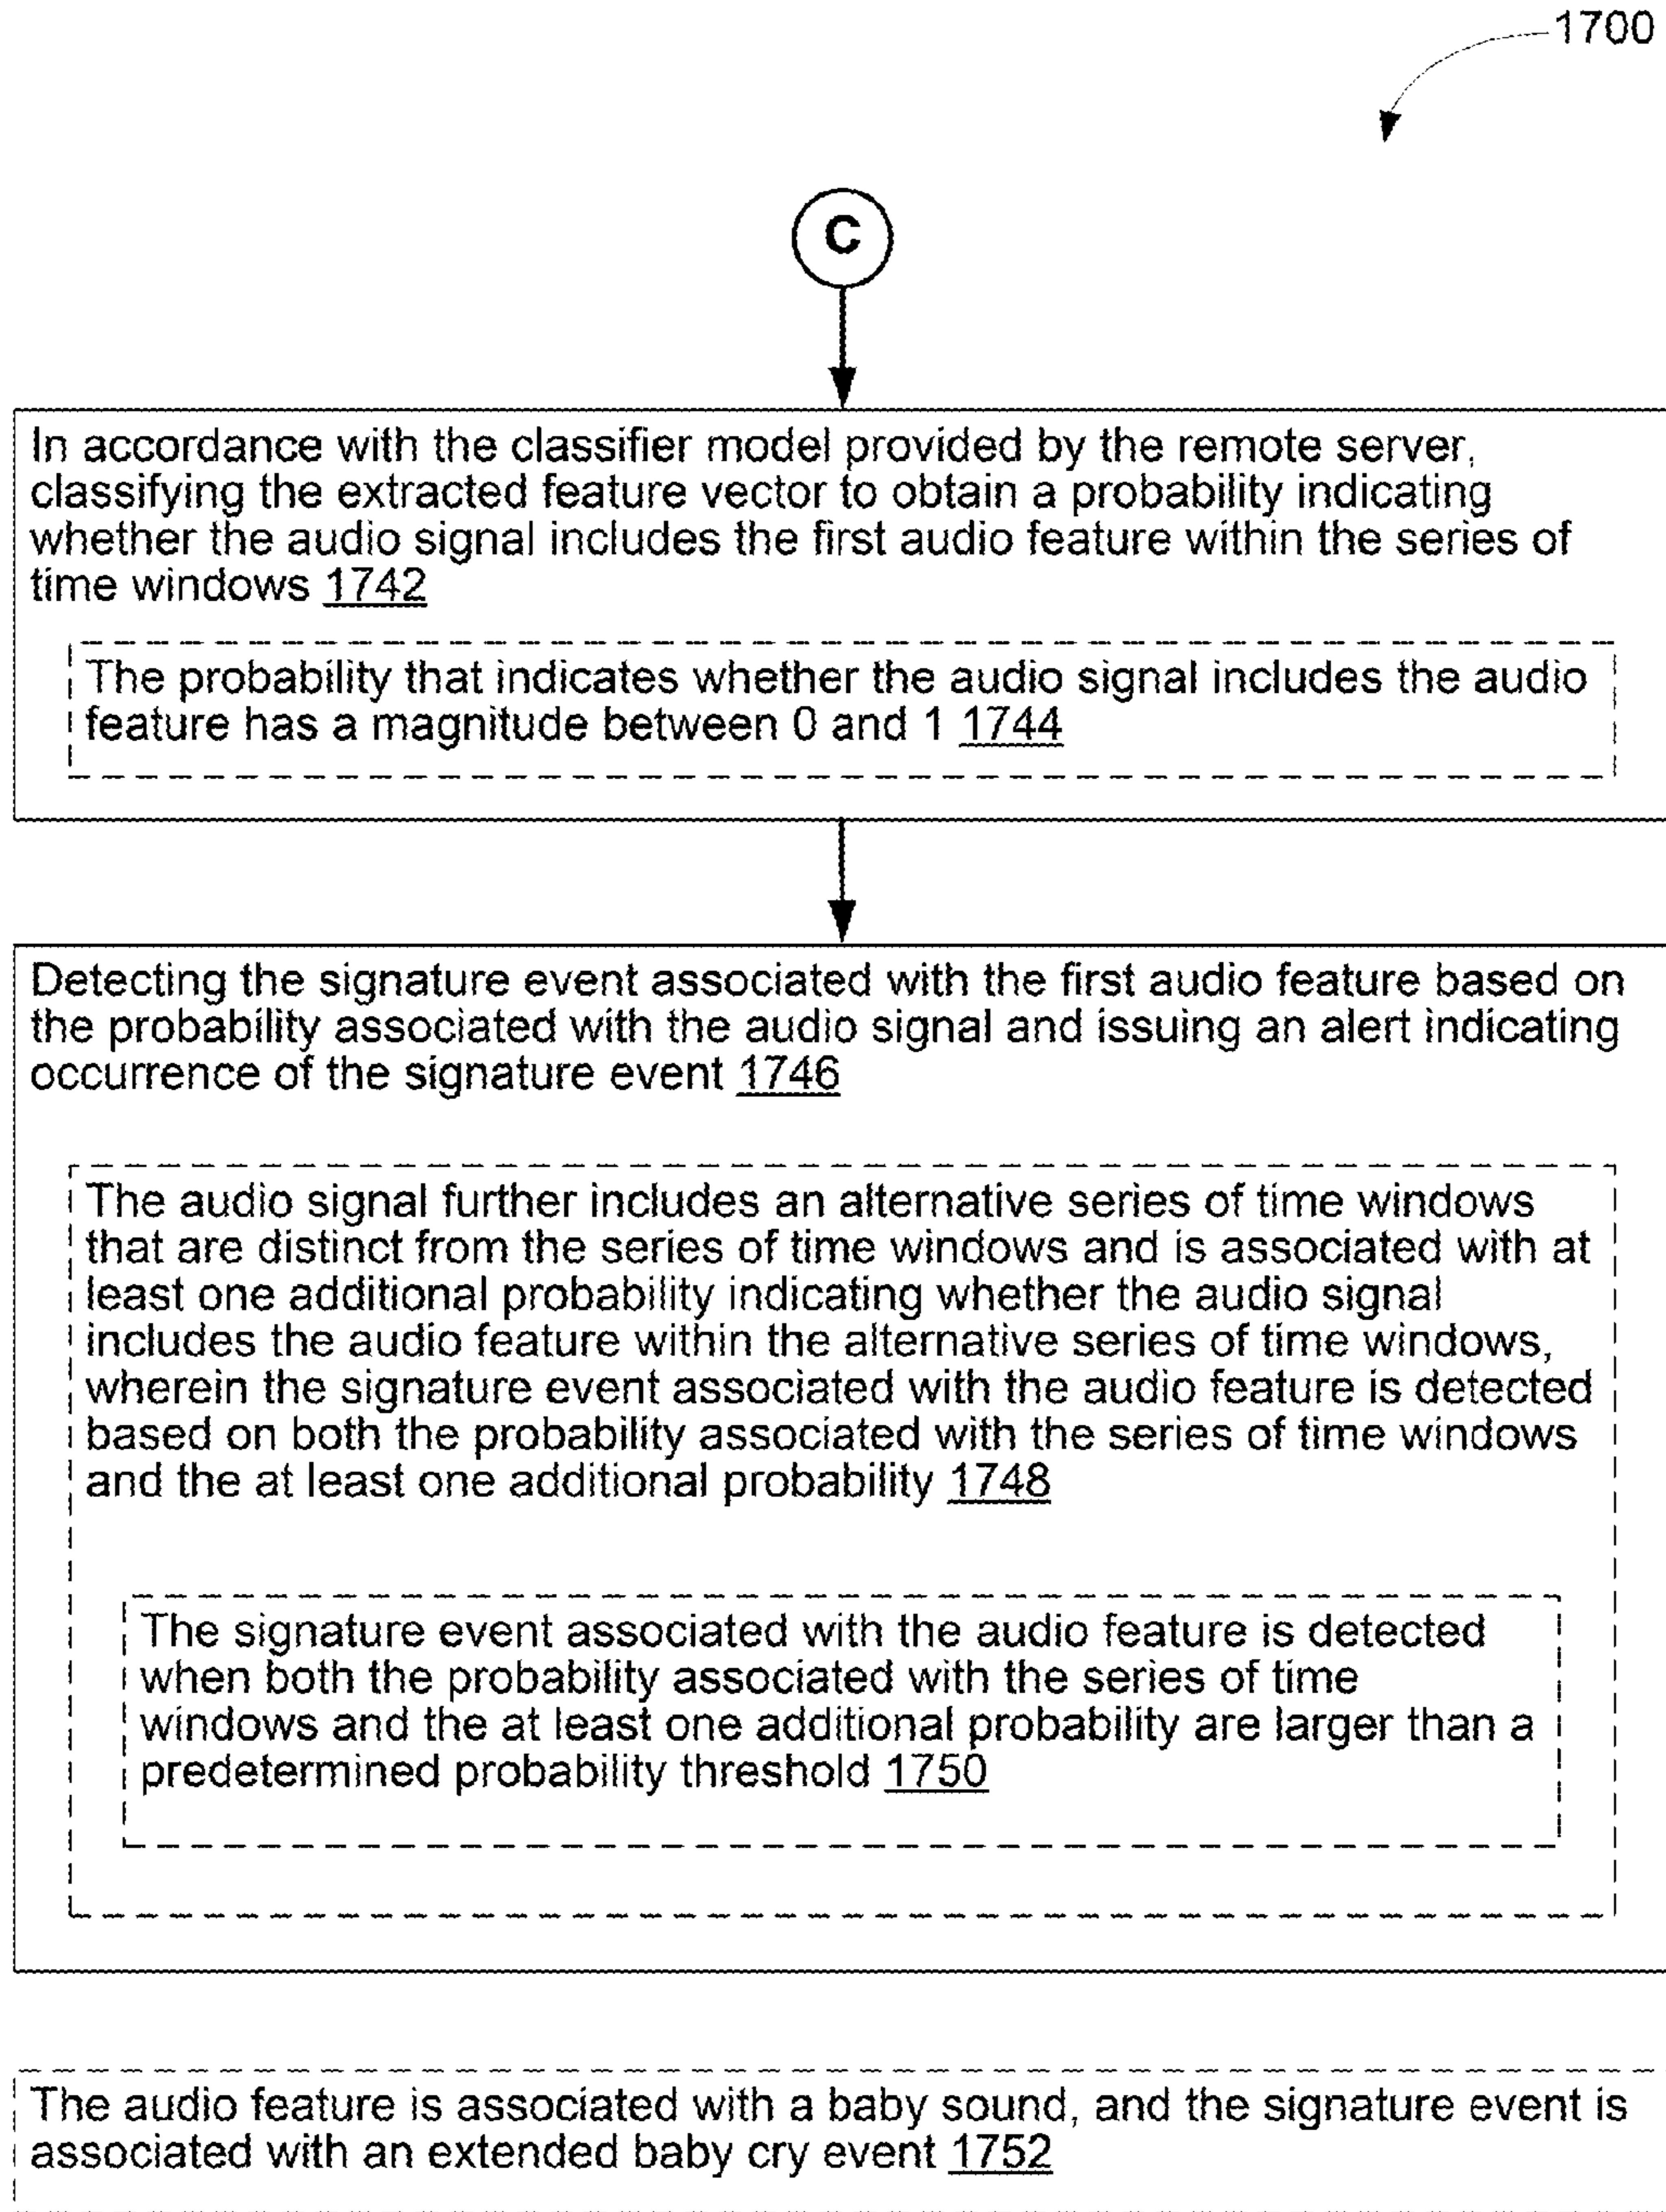 1700
C
In accordance with the classifier model provided by the remote server,
classifying the extracted feature vector to obtain a probability indicating
whether the audio signal includes the first audio feature within the series of
time windows 1742
The probability that indicates whether the audio signal includes the audio
feature has a magnitude between 0 and 1 1744
Detecting the signature event associated with the first audio feature based on
the probability associated with the audio signal and issuing an alert indicating
occurrence of the signature event 1746
The audio signal further includes an alternative series of time windows
that are distinct from the series of time windows and is associated with at
least one additional probability indicating whether the audio signal
includes the audio feature within the alternative series of time windows,
wherein the signature event associated with the audio feature is detected
based on both the probability associated with the series of time windows
and the at least one additional probability 1748
The signature event associated with the audio feature is detected
when both the probability associated with the series of time
windows and the at least one additional probability are larger than a
predetermined probability threshold 1750
The audio feature is associated with a baby sound, and the signature event is
associated with an extended baby cry event 1752